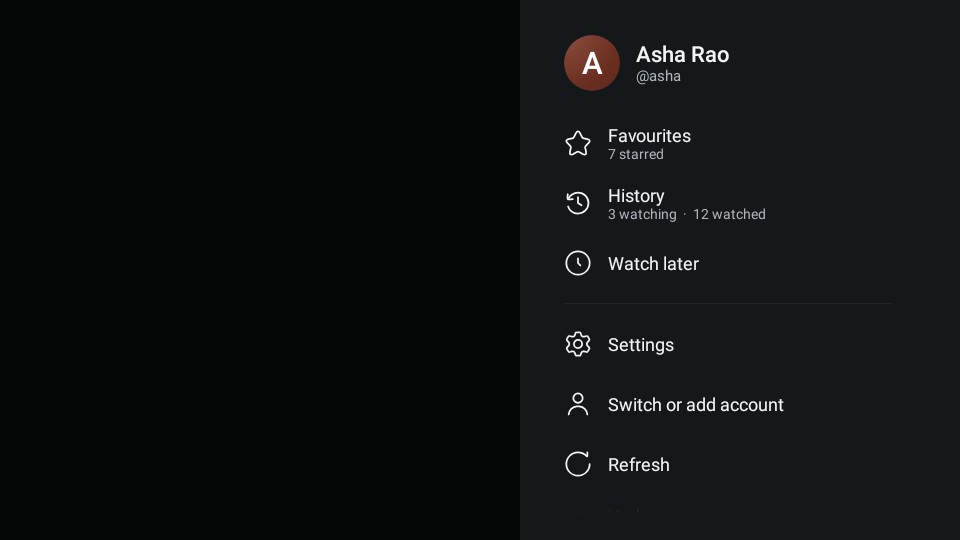 A
Asha Rao
@asha
Favourites
7 starred
History
3 watching · 12 watched
Watch later
Settings
Switch or add account
Refresh